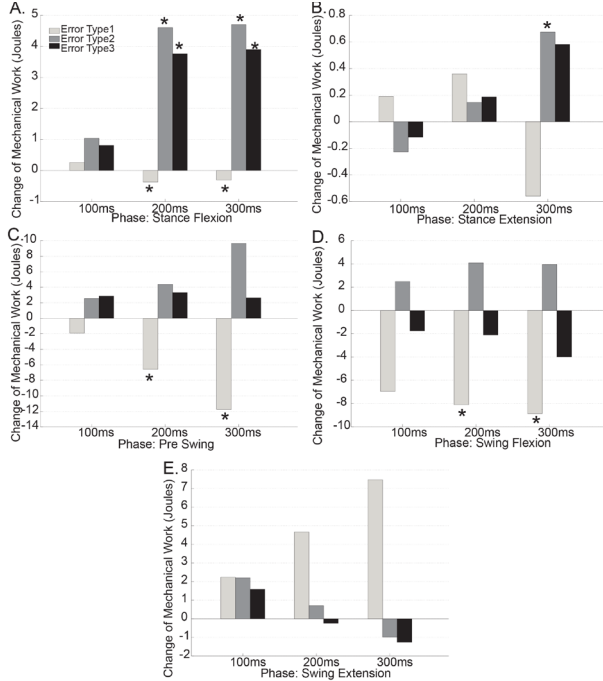 A.
Error Type1
Error Type2
Error Type3
Change of Mechanical Work (Joules)
5
4
3
2
1
0
-1
* * * *
* *
100ms 200ms 300ms
Phase: Stance Flexion
B.
Change of Mechanical Work (Joules)
0.8
0.6
0.4
0.2
0
-0.2
-0.4
-0.6
*
100ms 200ms 300ms
Phase: Stance Extension
C.
Change of Mechanical Work (Joules)
10
8
6
4
2
0
-2
-4
-6
-8
-10
-12
-14
* *
100ms 200ms 300ms
Phase: Pre Swing
D.
Change of Mechanical Work (Joules)
6
4
2
0
-2
-4
-6
-8
-10
* *
100ms 200ms 300ms
Phase: Swing Flexion
E.
Change of Mechanical Work (Joules)
8
7
6
5
4
3
2
1
0
-1
-2
100ms 200ms 300ms
Phase: Swing Extension